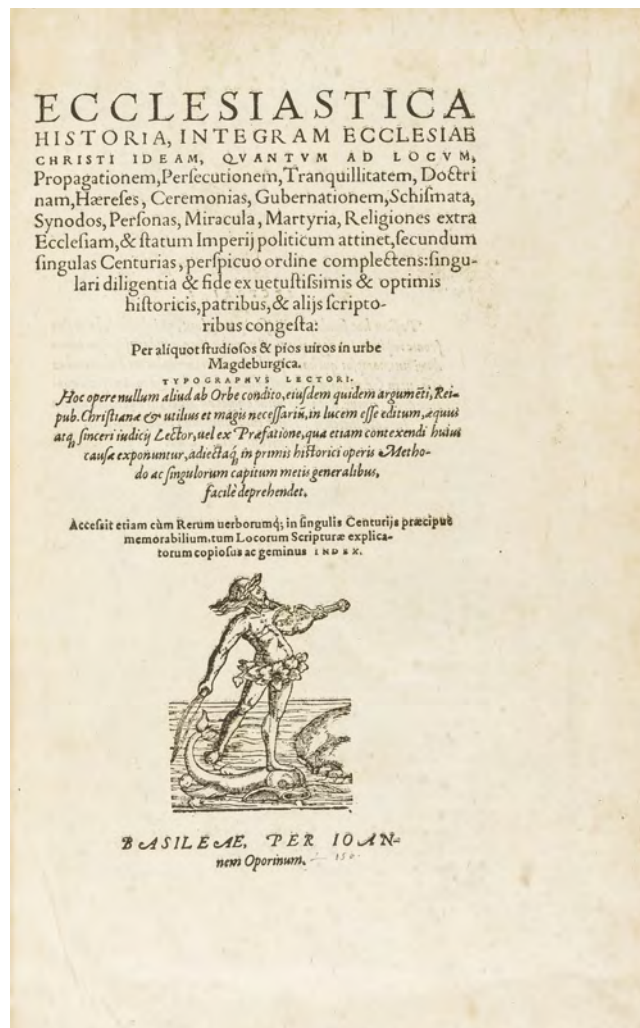 ECCLESIASTICA
HISTORIA, INTEGRAM ECCLESIAE
CHRISTI IDEAM, QVANTVM AD LOCVM,
Propagationem, Perſecutionem, Tranquillitatem, Doctri
nam, Hæreſes, Ceremonias, Gubernationem, Schiſmata,
Synodos, Perſonas, Miracula, Martyria, Religiones extra
Eccleſiam, & ſtatum Imperij politicum attinet, ſecundum
ſingulas Centurias, perſpicuo ordine complectens: ſingu-
lari diligentia & fide ex uetuſtiſsimis & optimis
hiſtoricis, patribus, & alijs ſcripto-
ribus congeſta:
Per aliquot ſtudioſos & pios uiros in urbe
Magdeburgica.
TYPOGRAPHVS LECTORI.
Hoc opere nullum aliud ab Orbe condito, eiuſdem quidem argumēti, Rei-
pub. Chriſtianæ & utilius et magis neceſſariū, in lucem eſſe editum, æquus
atq; ſinceri iudicij Lector, uel ex Præfatione, qua etiam contexendi huius
cauſæ exponuntur, adiectaq; in primis hiſtorici operis Metho-
do ac ſingulorum capitum metis generalibus,
facilè deprehendet.
Acceſsit etiam cùm Rerum uerborumq; in ſingulis Centurijs præcipuè
memorabilium, tum Locorum Scripturæ explica-
torum copioſus ac geminus INDEX.
BASILEAE, PER IOAN-
nem Oporinum.